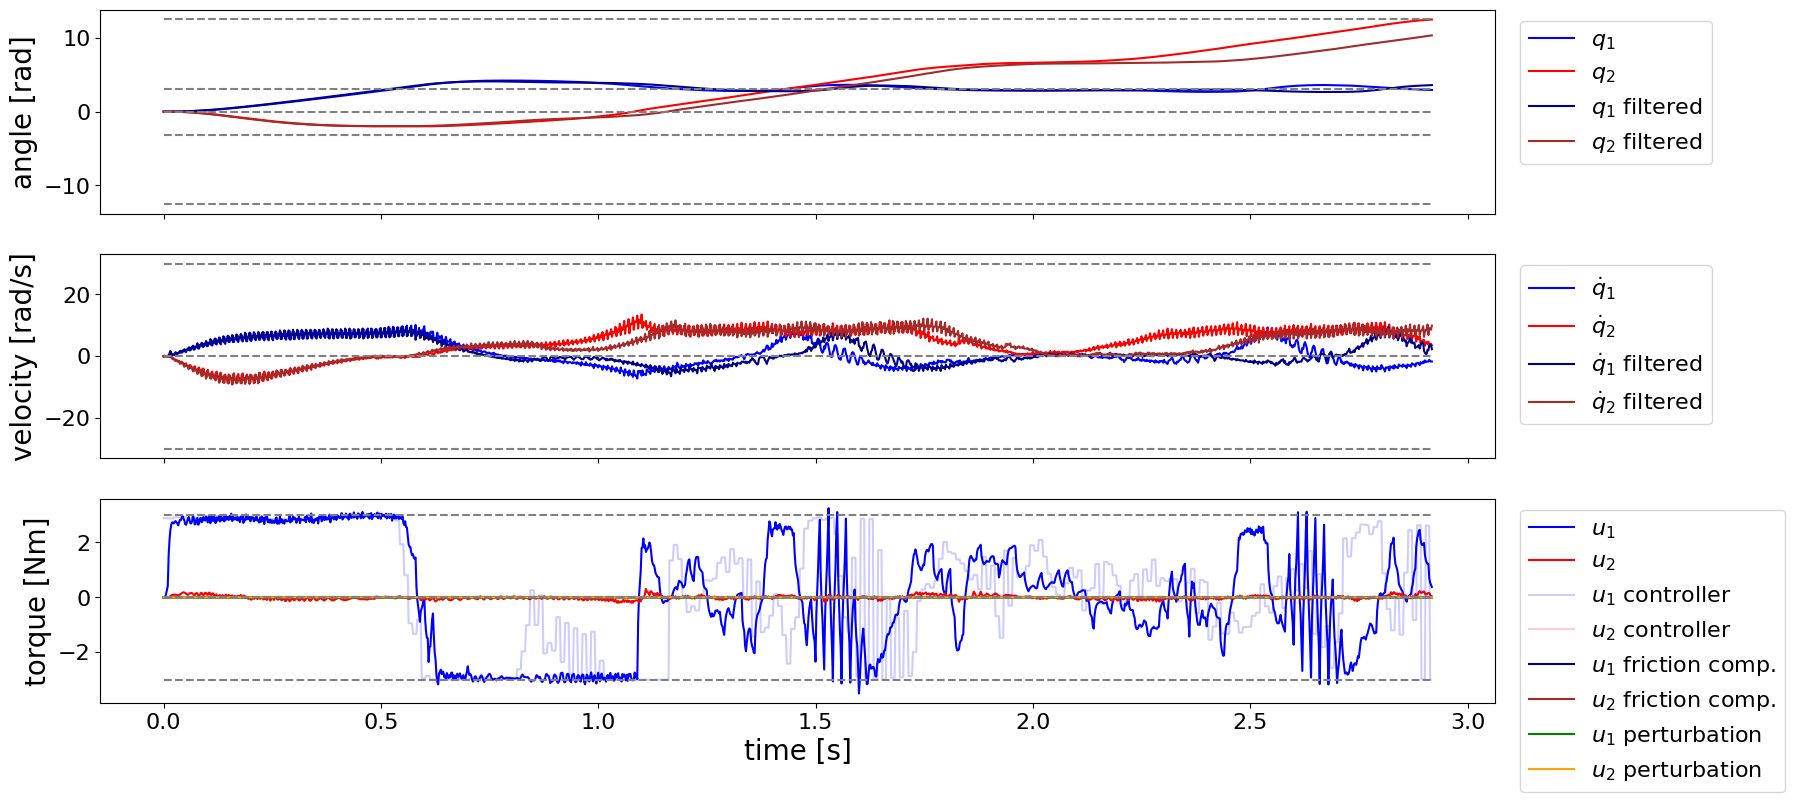 angle [rad]
10
0
−10
q₁
q₂
q₁ filtered
q₂ filtered
velocity [rad/s]
20
0
−20
q̇₁
q̇₂
q̇₁ filtered
q̇₂ filtered
torque [Nm]
2
0
−2
0.0 0.5 1.0 1.5 2.0 2.5 3.0
time [s]
u₁
u₂
u₁ controller
u₂ controller
u₁ friction comp.
u₂ friction comp.
u₁ perturbation
u₂ perturbation